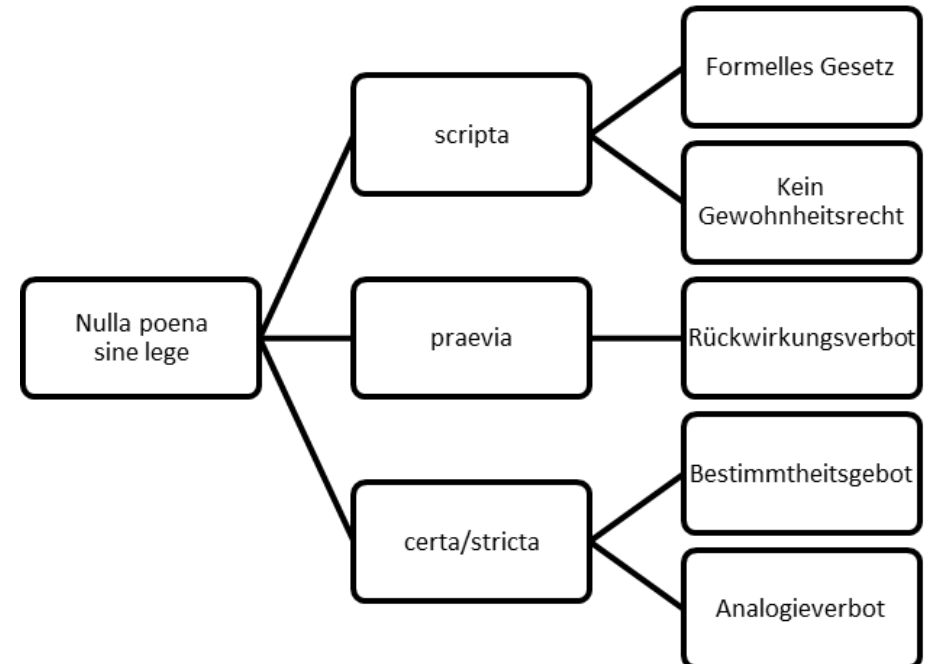 Nulla poena
sine lege
scripta
Formelles Gesetz
Kein
Gewohnheitsrecht
praevia
Rückwirkungsverbot
certa/stricta
Bestimmtheitsgebot
Analogieverbot